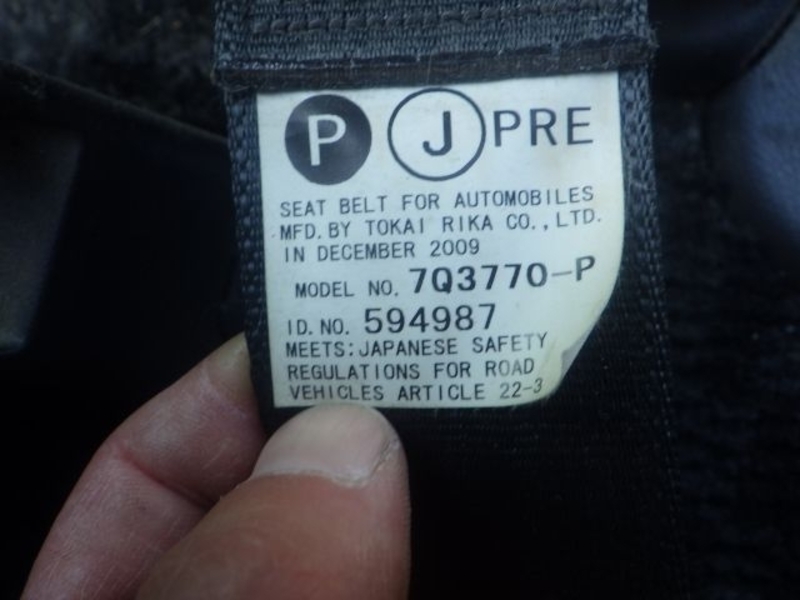 P J PRE
SEAT BELT FOR AUTOMOBILES
MFD. BY TOKAI RIKA CO., LTD.
IN DECEMBER 2009
MODEL NO. 7Q3770-P
ID. NO. 594987
MEETS: JAPANESE SAFETY
REGULATIONS FOR ROAD
VEHICLES ARTICLE 22-3